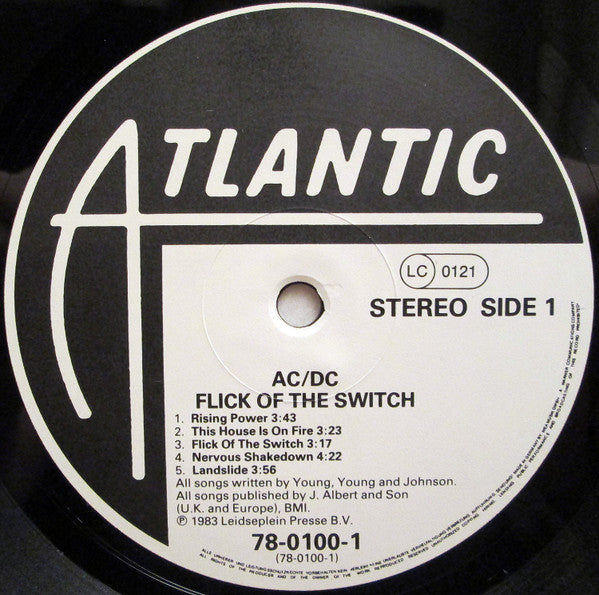 ATLANTIC
LC 0121
STEREO SIDE 1
AC/DC
FLICK OF THE SWITCH
1. Rising Power 3:43
2. This House Is On Fire 3:23
3. Flick Of The Switch 3:17
4. Nervous Shakedown 4:22
5. Landslide 3:56
All songs written by Young, Young and Johnson.
All songs published by J. Albert and Son
(U.K. and Europe), BMI.
℗ 1983 Leidseplein Presse B.V.
78-0100-1
(78-0100-1)